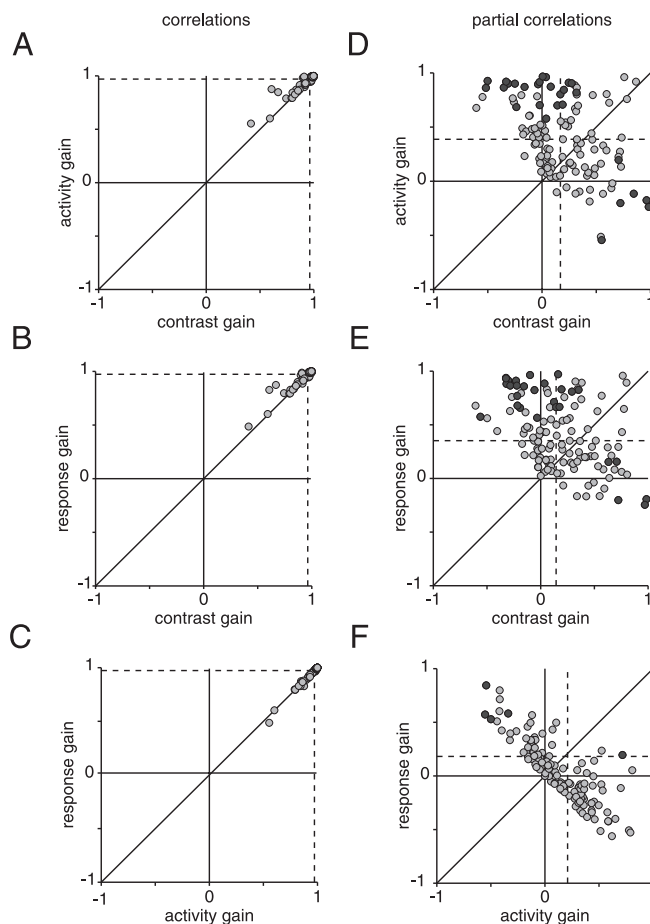 correlations
partial correlations
A
1
activity gain
0
-1
-1
0
1
contrast gain
D
1
activity gain
0
-1
-1
0
1
contrast gain
B
1
response gain
0
-1
-1
0
1
contrast gain
E
1
response gain
0
-1
-1
0
1
contrast gain
C
1
response gain
0
-1
-1
0
1
activity gain
F
1
response gain
0
-1
-1
0
1
activity gain